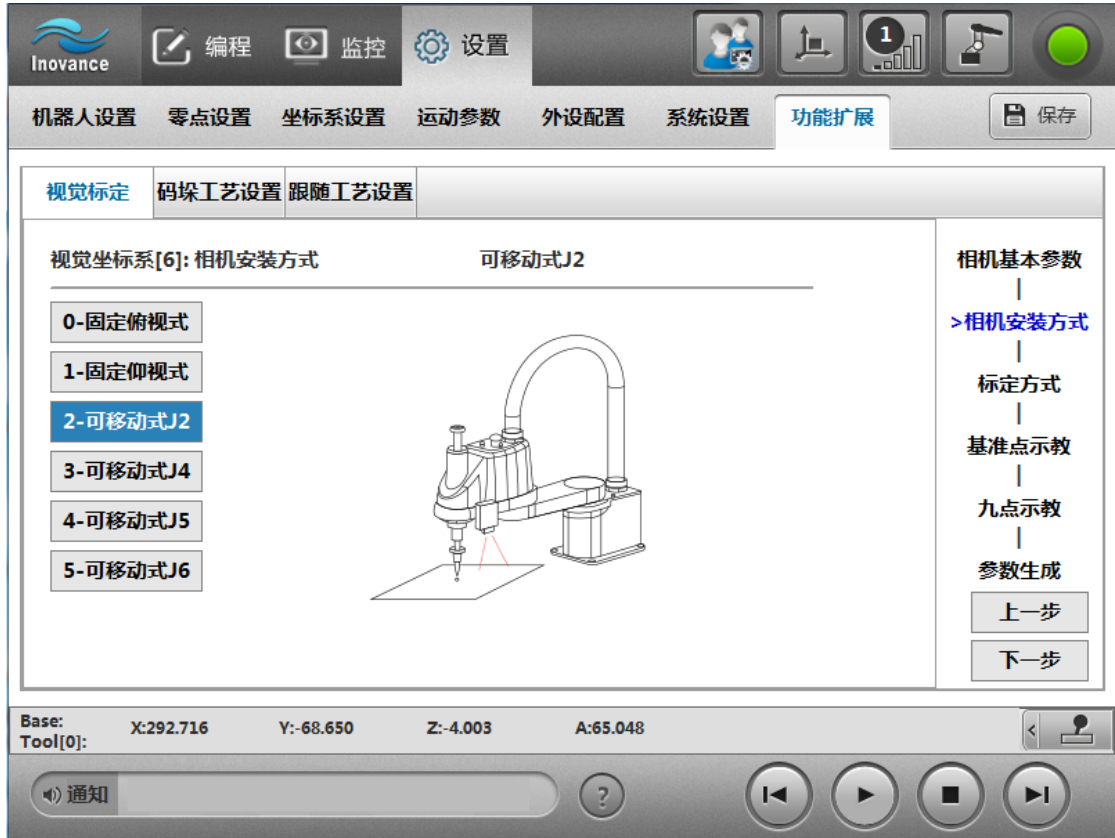 Inovance
编程
监控
设置
1
机器人设置 零点设置 坐标系设置 运动参数 外设配置 系统设置 功能扩展 保存
视觉标定 码垛工艺设置 跟随工艺设置
视觉坐标系[6]: 相机安装方式 可移动式J2
0-固定俯视式
1-固定仰视式
2-可移动式J2
3-可移动式J4
4-可移动式J5
5-可移动式J6
相机基本参数
|
>相机安装方式
|
标定方式
|
基准点示教
|
九点示教
|
参数生成
上一步
下一步
Base: X:292.716 Y:-68.650 Z:-4.003 A:65.048
Tool[0]:
<
通知 ?